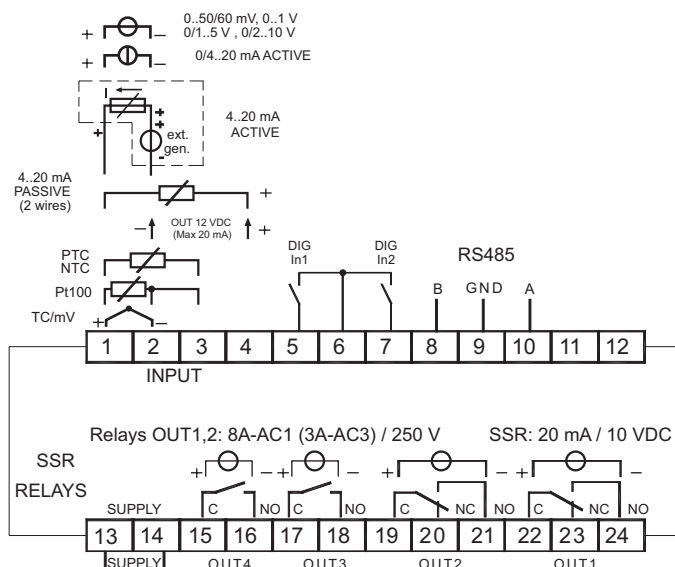 0..50/60 mV, 0..1 V
+ – 0/1..5 V , 0/2..10 V
+ – 0/4..20 mA ACTIVE
I
+ + +
4..20 mA
ACTIVE
ext.
gen.
-
4..20 mA
PASSIVE
(2 wires)
+
– OUT 12 VDC +
(Max 20 mA)
PTC
NTC
Pt100
TC/mV + –
DIG
In1
DIG
In2
RS485
B GND A
1 2 3 4 5 6 7 8 9 10 11 12
INPUT
Relays OUT1,2: 8A-AC1 (3A-AC3) / 250 V SSR: 20 mA / 10 VDC
SSR
RELAYS
+ – + – + – + –
SUPPLY C NO C NO C NC NO C NC NO
13 14 15 16 17 18 19 20 21 22 23 24
SUPPLY OUT4 OUT3 OUT2 OUT1